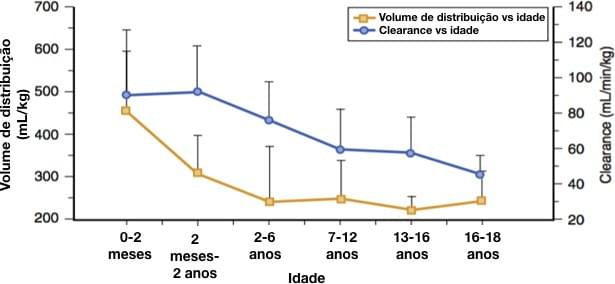 700
600
500
400
300
200
Volume de distribuição
(mL/kg)
Volume de distribuição vs idade
Clearance vs idade
140
120
100
80
60
40
20
Clearance (mL/min/kg)
0-2
meses
2
meses-
2 anos
2-6
anos
7-12
anos
13-16
anos
16-18
anos
Idade